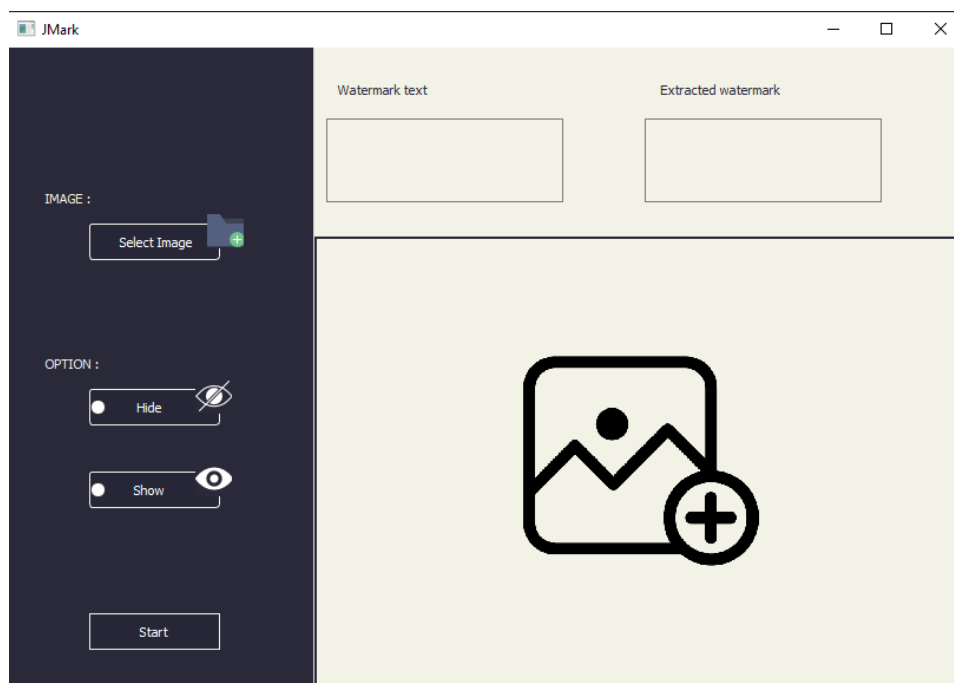 JMark
Watermark text
Extracted watermark
IMAGE :
Select Image
OPTION :
Hide
Show
Start